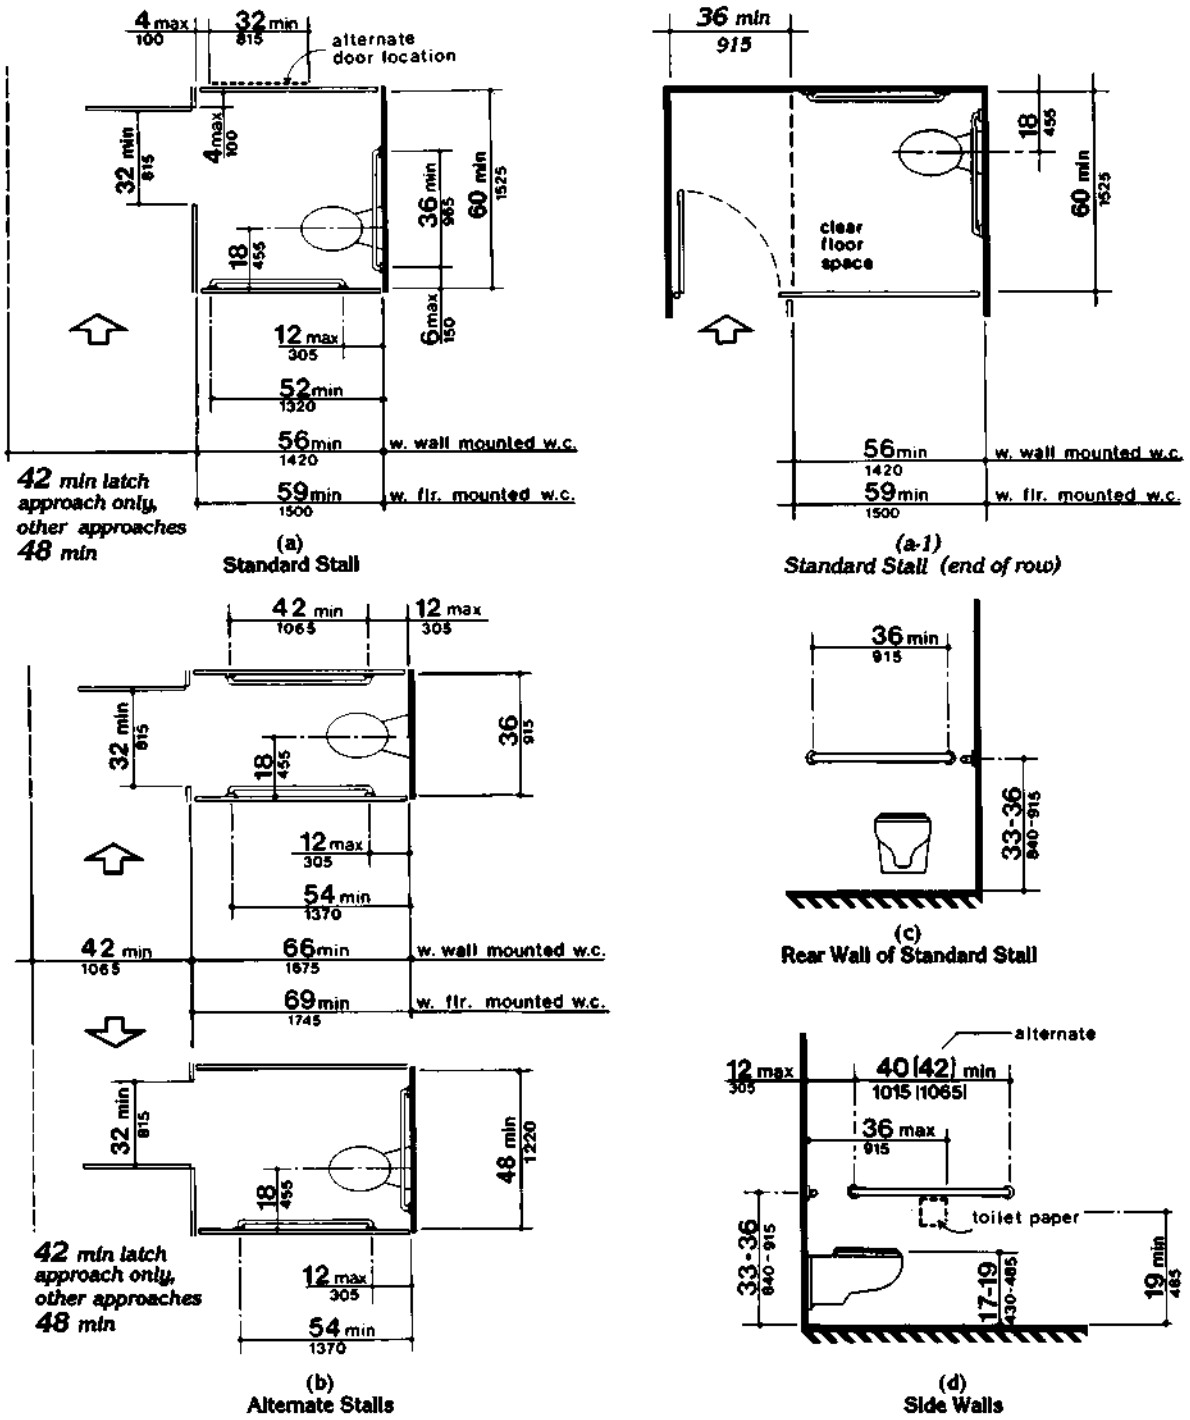 4 max
100
32 min
815
alternate
door location
32 min
815
4 max
100
36 min
965
60 min
1525
18
455
6 max
150
12 max
305
52 min
1320
56 min
1420
w. wall mounted w.c.
59 min
1500
w. flr. mounted w.c.
42 min latch
approach only,
other approaches
48 min
(a)
Standard Stall
36 min
915
18
455
60 min
1525
clear
floor
space
56 min
1420
w. wall mounted w.c.
59 min
1500
w. flr. mounted w.c.
(a-1)
Standard Stall (end of row)
42 min
1065
12 max
305
32 min
815
36
915
18
455
12 max
305
54 min
1370
42 min
1065
66 min
1675
w. wall mounted w.c.
69 min
1745
w. flr. mounted w.c.
32 min
815
48 min
1220
18
455
42 min latch
approach only,
other approaches
48 min
12 max
305
54 min
1370
(b)
Alternate Stalls
36 min
915
33-36
840-915
(c)
Rear Wall of Standard Stall
alternate
12 max
305
40 (42) min
1015 (1065)
36 max
915
toilet paper
33-36
840-915
17-19
430-485
19 min
485
(d)
Side Walls